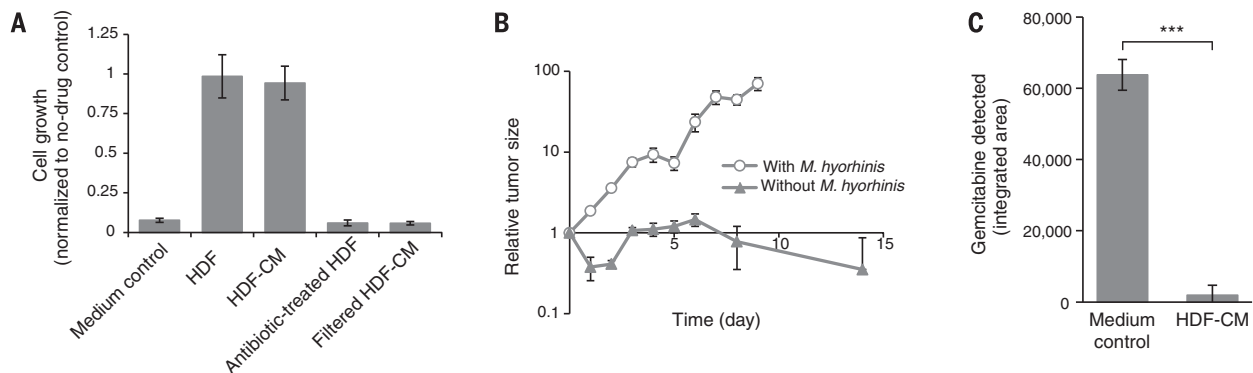 A
Cell growth
(normalized to no-drug control)
1.25
1
0.75
0.5
0.25
0
Medium control
HDF
HDF-CM
Antibiotic-treated HDF
Filtered HDF-CM
B
Relative tumor size
100
10
1
0.1
5
10
15
With M. hyorhinis
Without M. hyorhinis
Time (day)
C
Gemcitabine detected
(integrated area)
80,000
60,000
40,000
20,000
0
***
Medium
control
HDF-CM